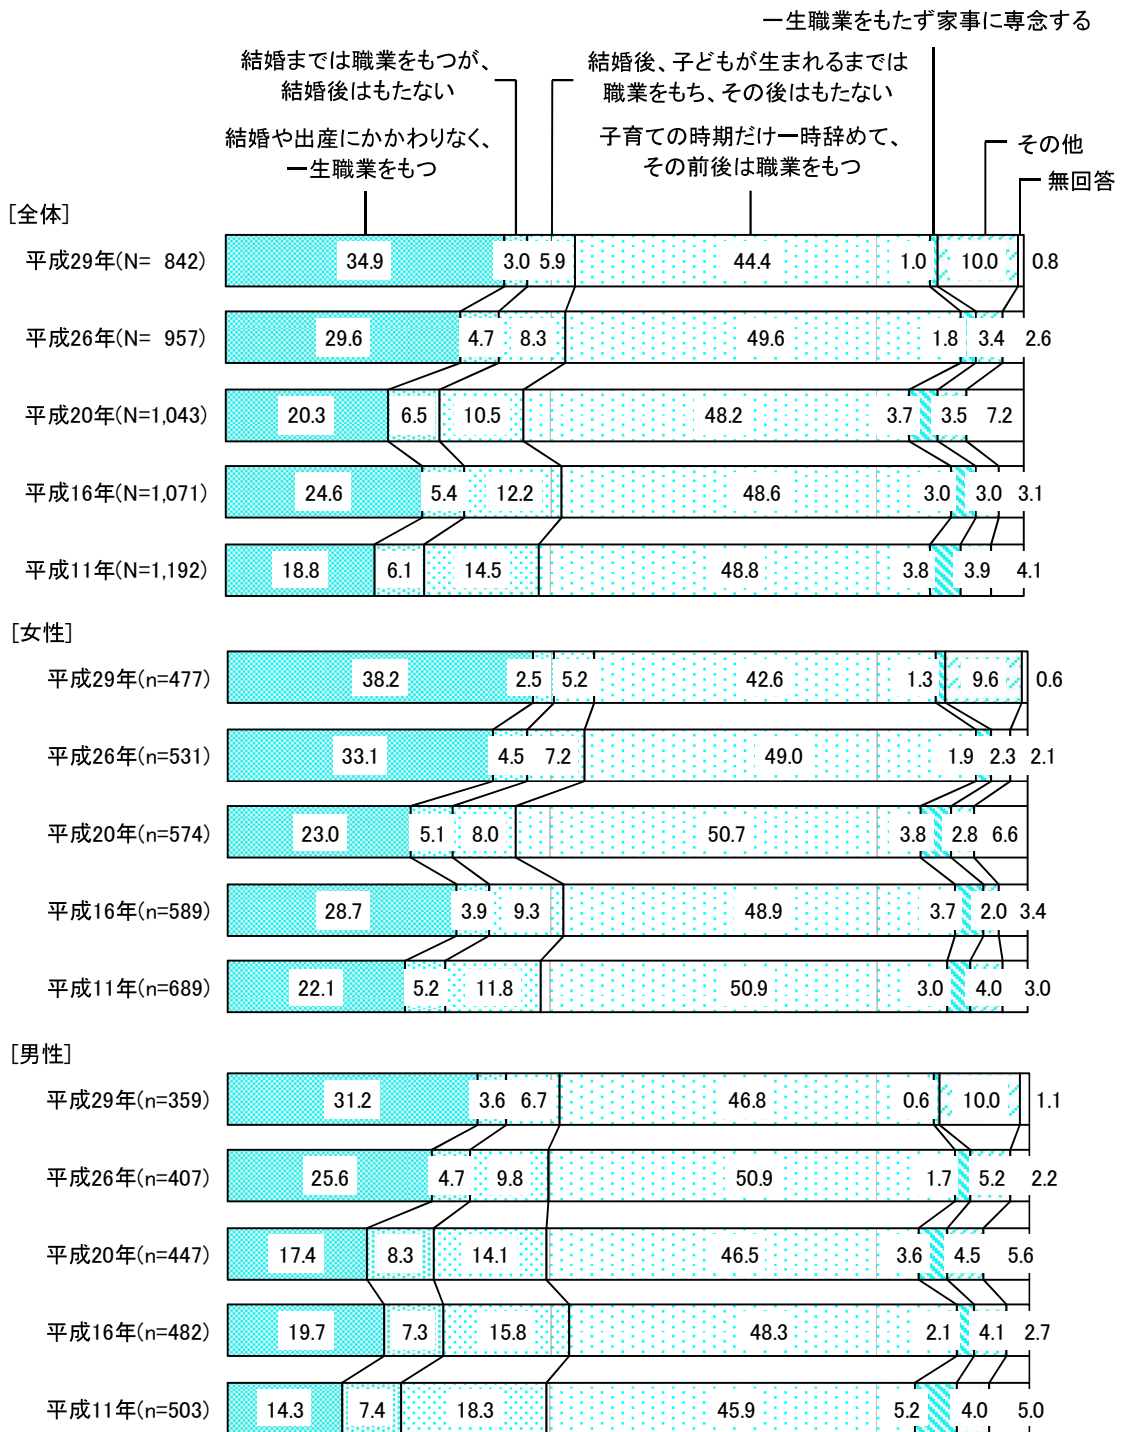 一生職業をもたず家事に専念する
結婚までは職業をもつが、
結婚後はもたない
結婚後、子どもが生まれるまでは
職業をもち、その後はもたない
結婚や出産にかかわりなく、
一生職業をもつ
子育ての時期だけ一時辞めて、
その前後は職業をもつ
その他
無回答
[全体]
平成29年(N= 842) 34.9 3.0 5.9 44.4 1.0 10.0 0.8
平成26年(N= 957) 29.6 4.7 8.3 49.6 1.8 3.4 2.6
平成20年(N=1,043) 20.3 6.5 10.5 48.2 3.7 3.5 7.2
平成16年(N=1,071) 24.6 5.4 12.2 48.6 3.0 3.0 3.1
平成11年(N=1,192) 18.8 6.1 14.5 48.8 3.8 3.9 4.1
[女性]
平成29年(n=477) 38.2 2.5 5.2 42.6 1.3 9.6 0.6
平成26年(n=531) 33.1 4.5 7.2 49.0 1.9 2.3 2.1
平成20年(n=574) 23.0 5.1 8.0 50.7 3.8 2.8 6.6
平成16年(n=589) 28.7 3.9 9.3 48.9 3.7 2.0 3.4
平成11年(n=689) 22.1 5.2 11.8 50.9 3.0 4.0 3.0
[男性]
平成29年(n=359) 31.2 3.6 6.7 46.8 0.6 10.0 1.1
平成26年(n=407) 25.6 4.7 9.8 50.9 1.7 5.2 2.2
平成20年(n=447) 17.4 8.3 14.1 46.5 3.6 4.5 5.6
平成16年(n=482) 19.7 7.3 15.8 48.3 2.1 4.1 2.7
平成11年(n=503) 14.3 7.4 18.3 45.9 5.2 4.0 5.0